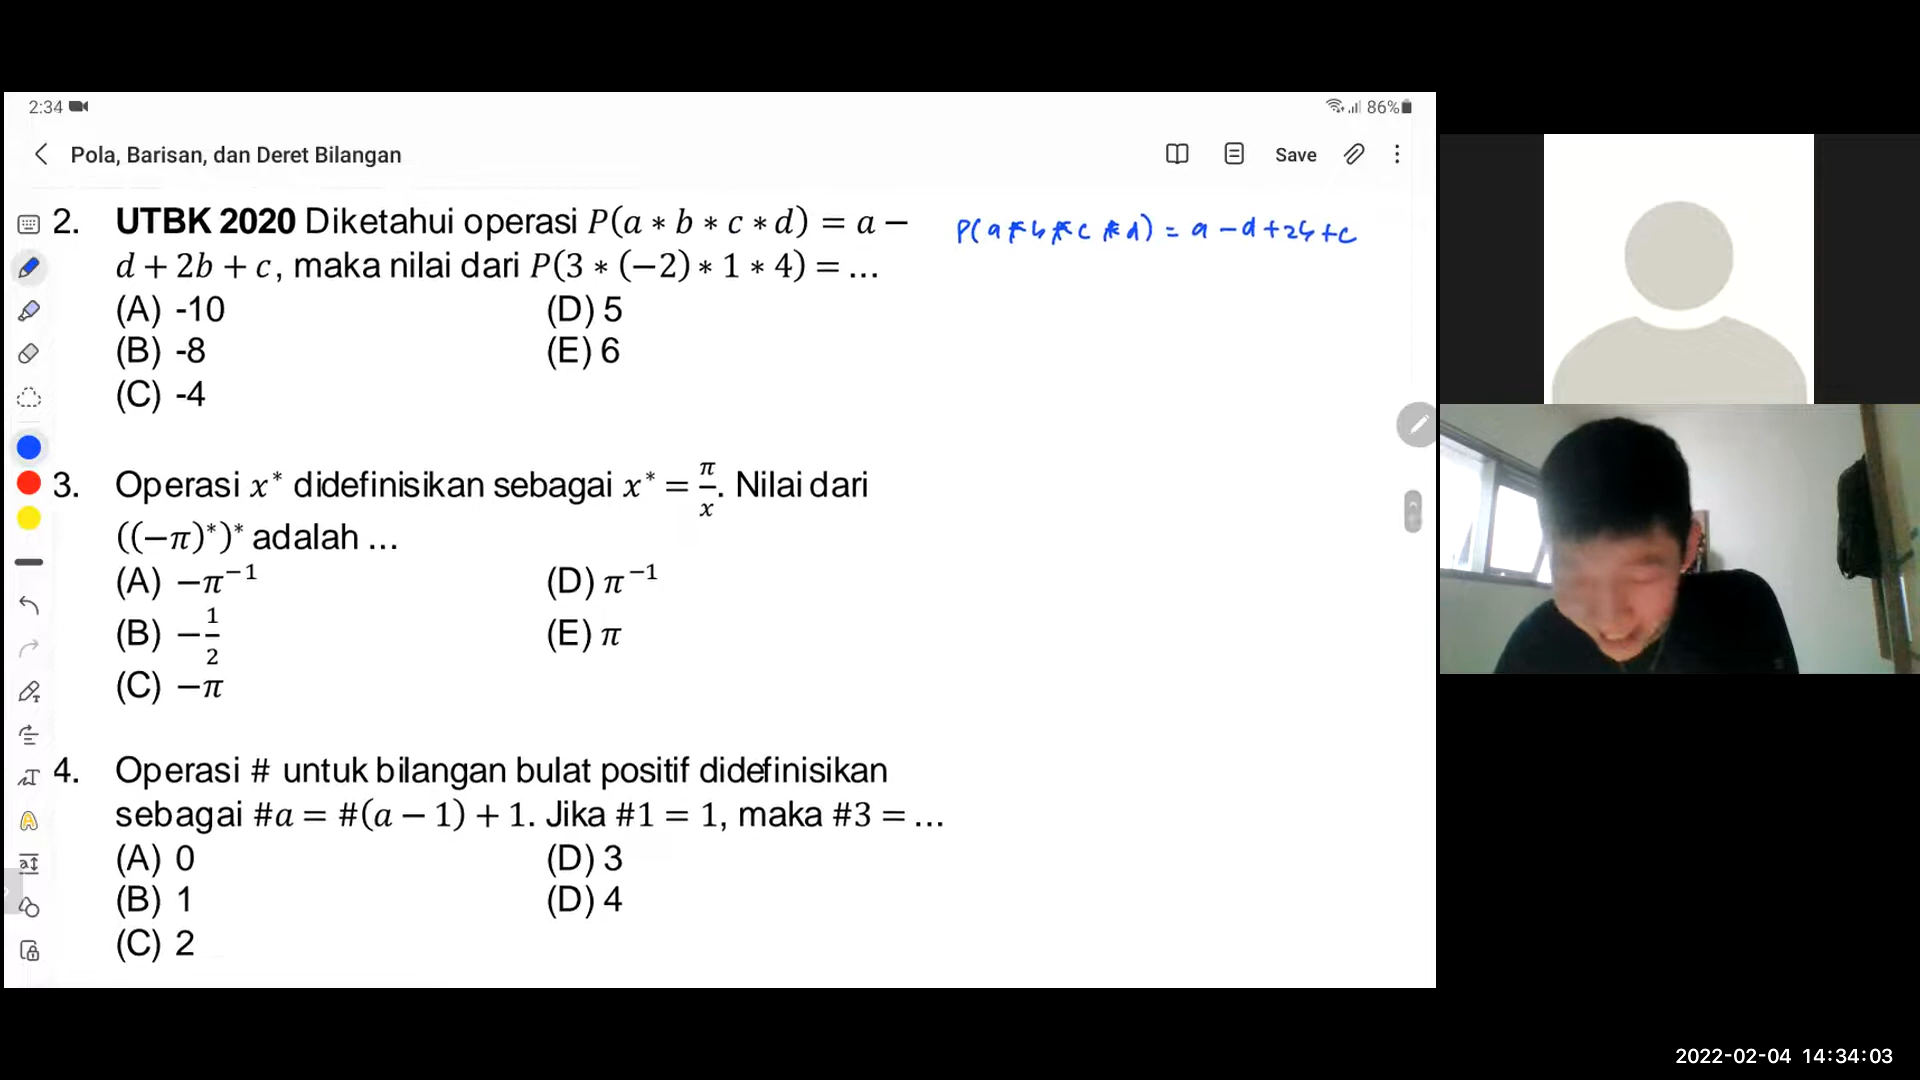 2:34
86%
Pola, Barisan, dan Deret Bilangan
Save
2. UTBK 2020 Diketahui operasi P(a ∗ b ∗ c ∗ d) = a −
d + 2b + c, maka nilai dari P(3 ∗ (−2) ∗ 1 ∗ 4) = ...
(A) -10
(D) 5
(B) -8
(E) 6
(C) -4
P(a*b*c*d) = a - d + 2b + c
3. Operasi x* didefinisikan sebagai x* = π/x. Nilai dari
((−π)*)* adalah ...
(A) −π⁻¹
(D) π⁻¹
(B) −1/2
(E) π
(C) −π
4. Operasi # untuk bilangan bulat positif didefinisikan
sebagai #a = #(a − 1) + 1. Jika #1 = 1, maka #3 = ...
(A) 0
(D) 3
(B) 1
(D) 4
(C) 2
2022-02-04 14:34:03